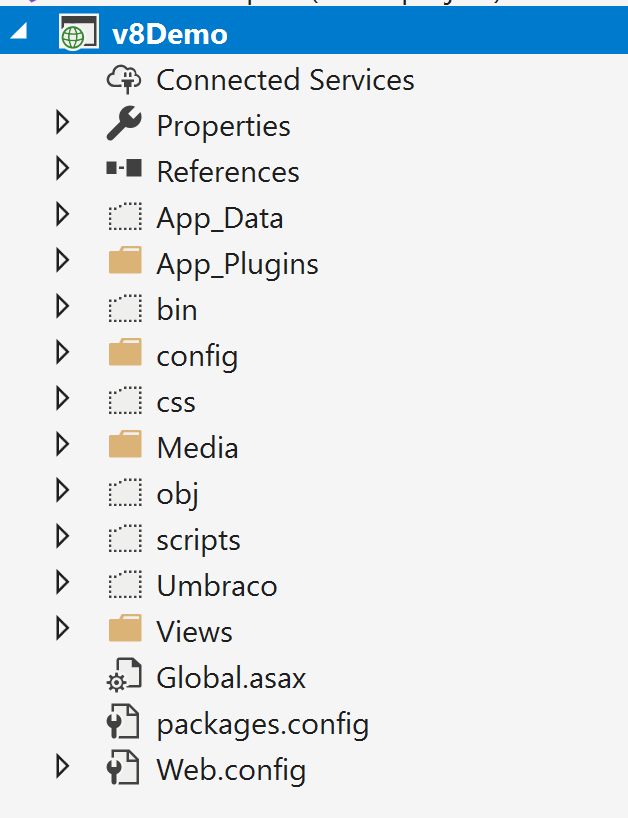 v8Demo
Connected Services
Properties
References
App_Data
App_Plugins
bin
config
css
Media
obj
scripts
Umbraco
Views
Global.asax
packages.config
Web.config